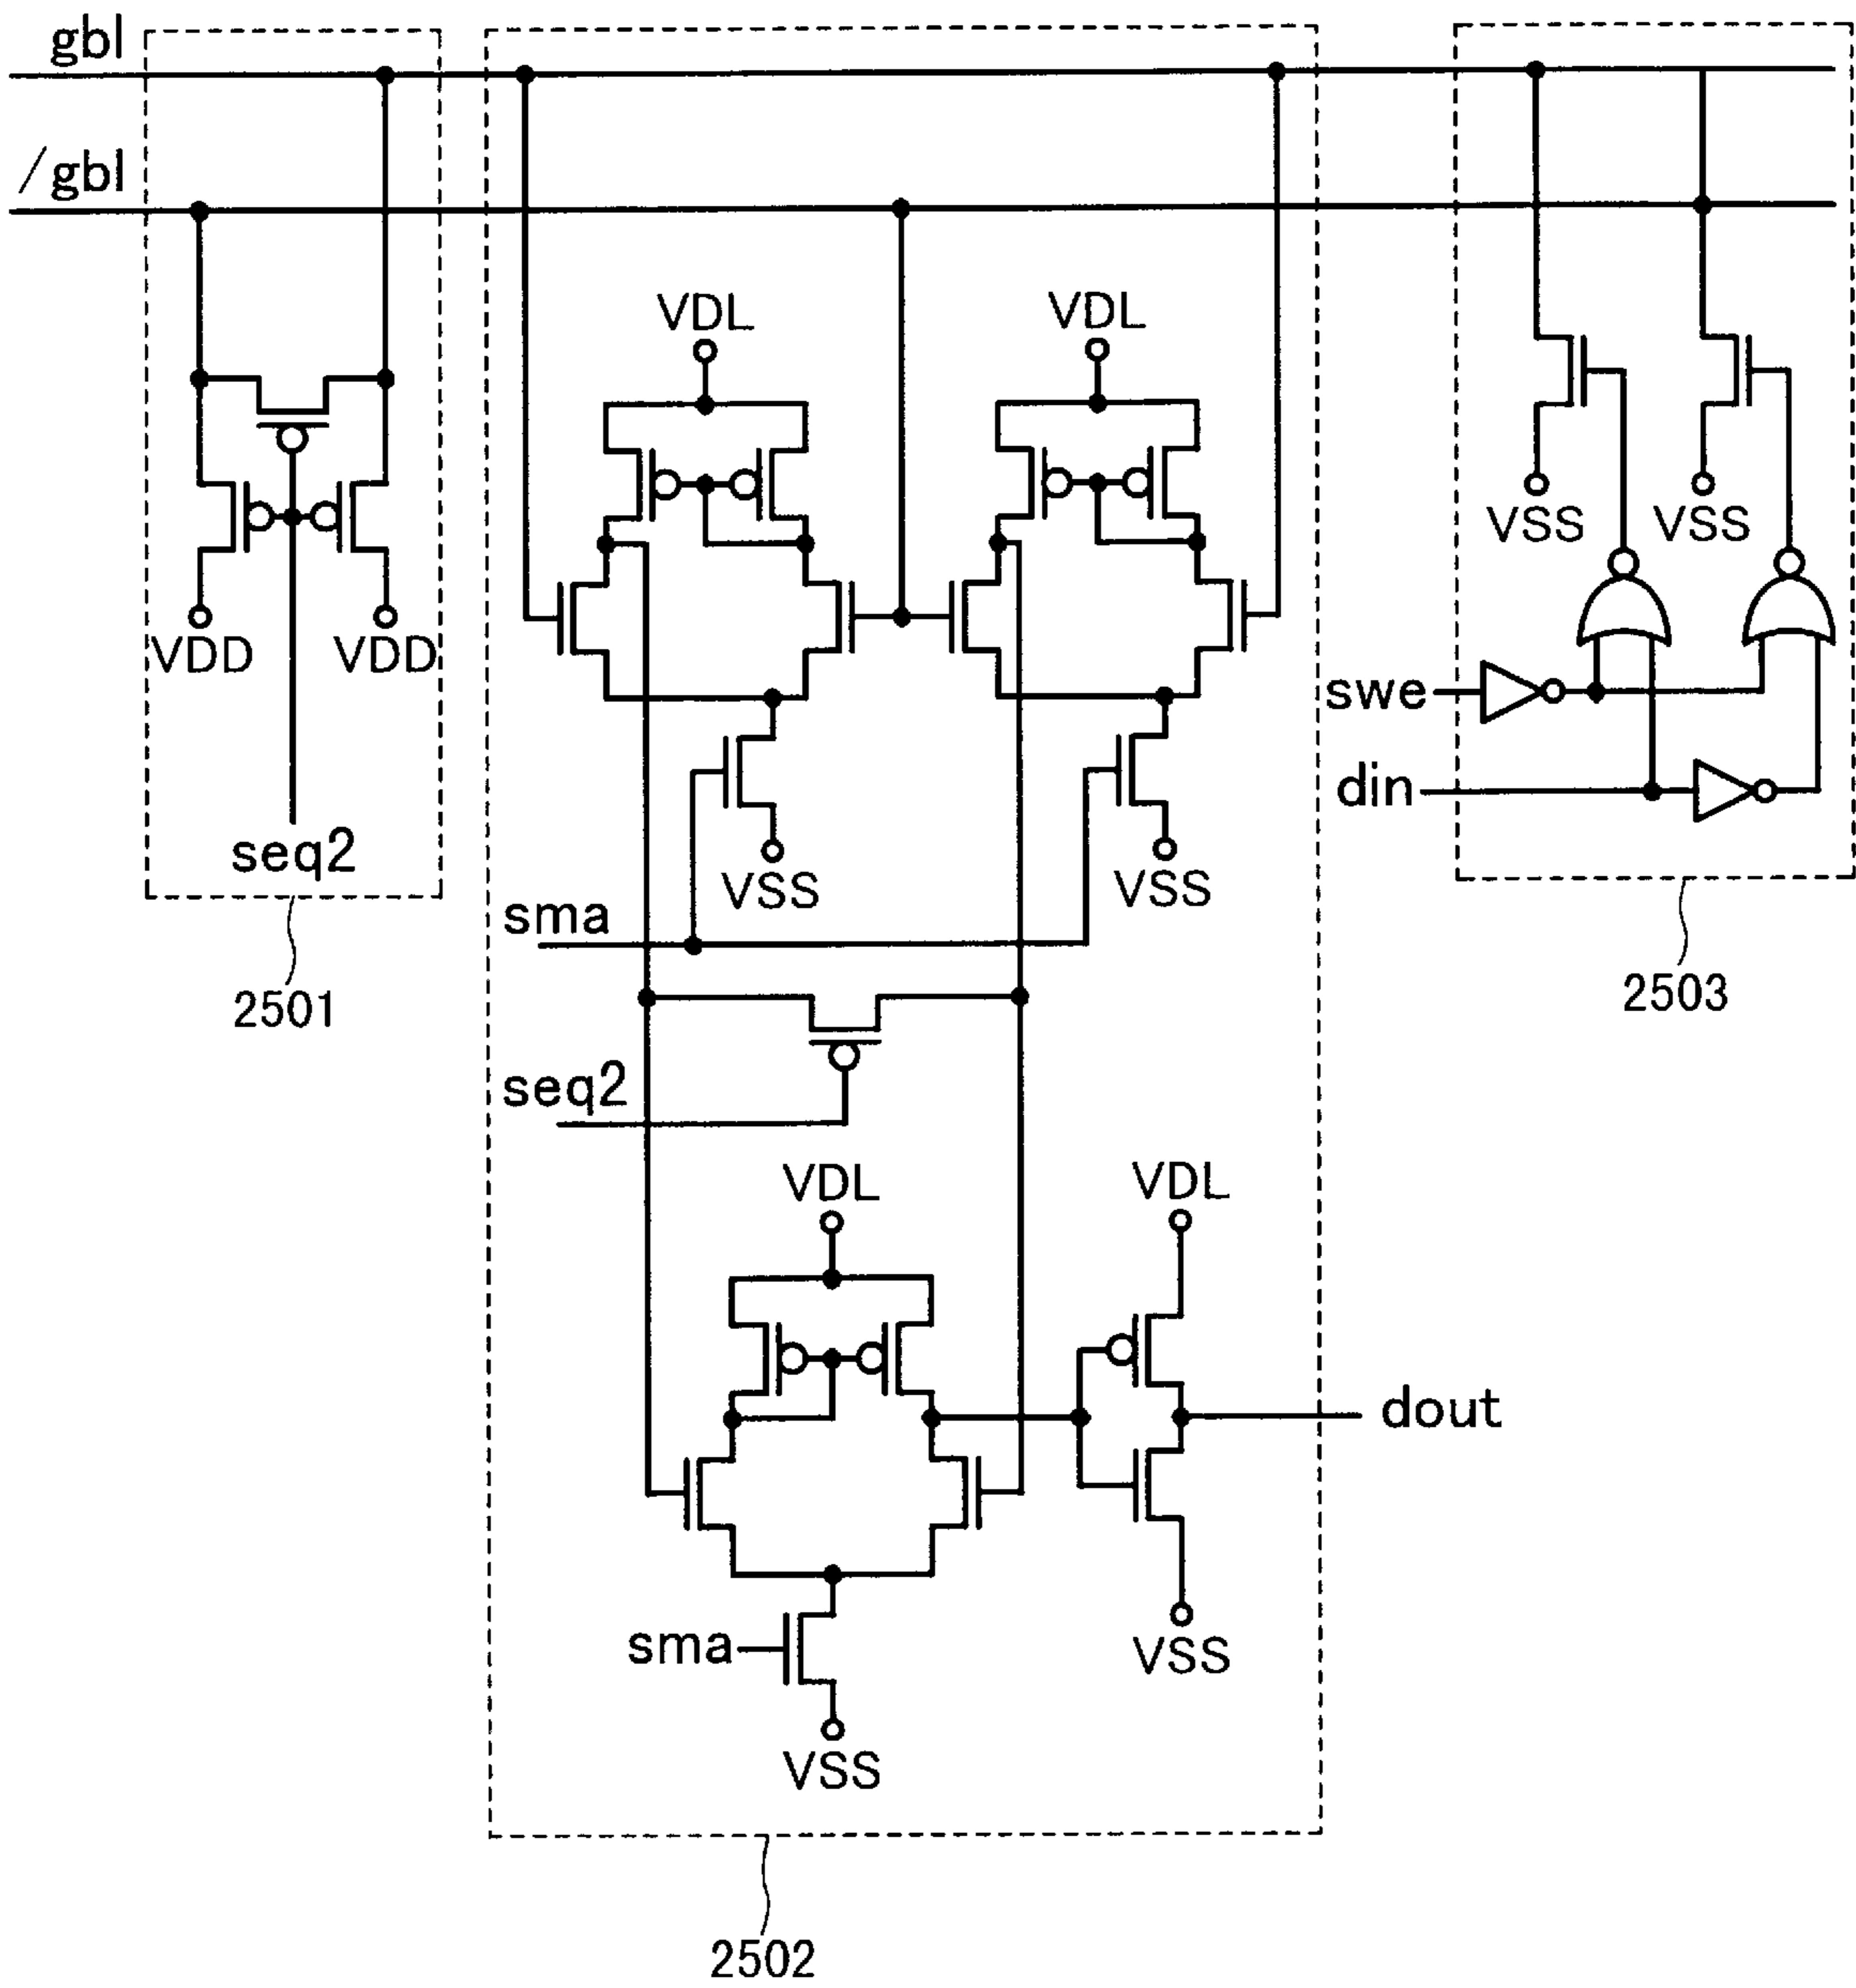 gbl
/gbl
VDL
VDL
VSS
VSS
VDD
VDD
swe
din
seq2
VSS
VSS
sma
2501
2503
seq2
VDL
VDL
dout
sma
VSS
VSS
2502